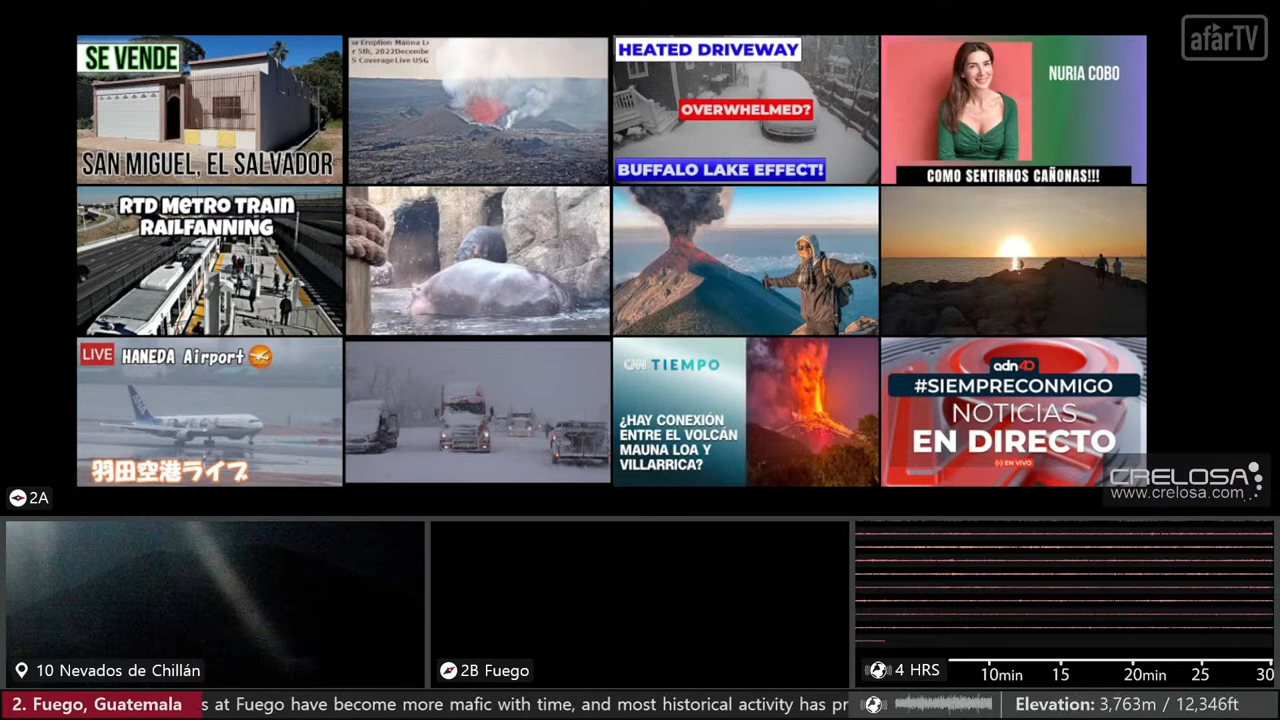 afarTV
SE VENDE
SAN MIGUEL, EL SALVADOR
HEATED DRIVEWAY
OVERWHELMED?
BUFFALO LAKE EFFECT!
NURIA COBO
COMO SENTIRNOS CAÑONAS!!!
RTD METRO TRAIN
RAILFANNING
LIVE HANEDA Airport
羽田空港ライブ
CNN TIEMPO
¿HAY CONEXIÓN
ENTRE EL VOLCÁN
MAUNA LOA Y
VILLARRICA?
adn40
#SIEMPRECONMIGO
NOTICIAS
EN DIRECTO
EN VIVO
CRELOSA
www.crelosa.com
2A
10 Nevados de Chillán
2B Fuego
4 HRS
10min 15 20min 25 30
2. Fuego, Guatemala
s at Fuego have become more mafic with time, and most historical activity has pr
Elevation: 3,763m / 12,346ft